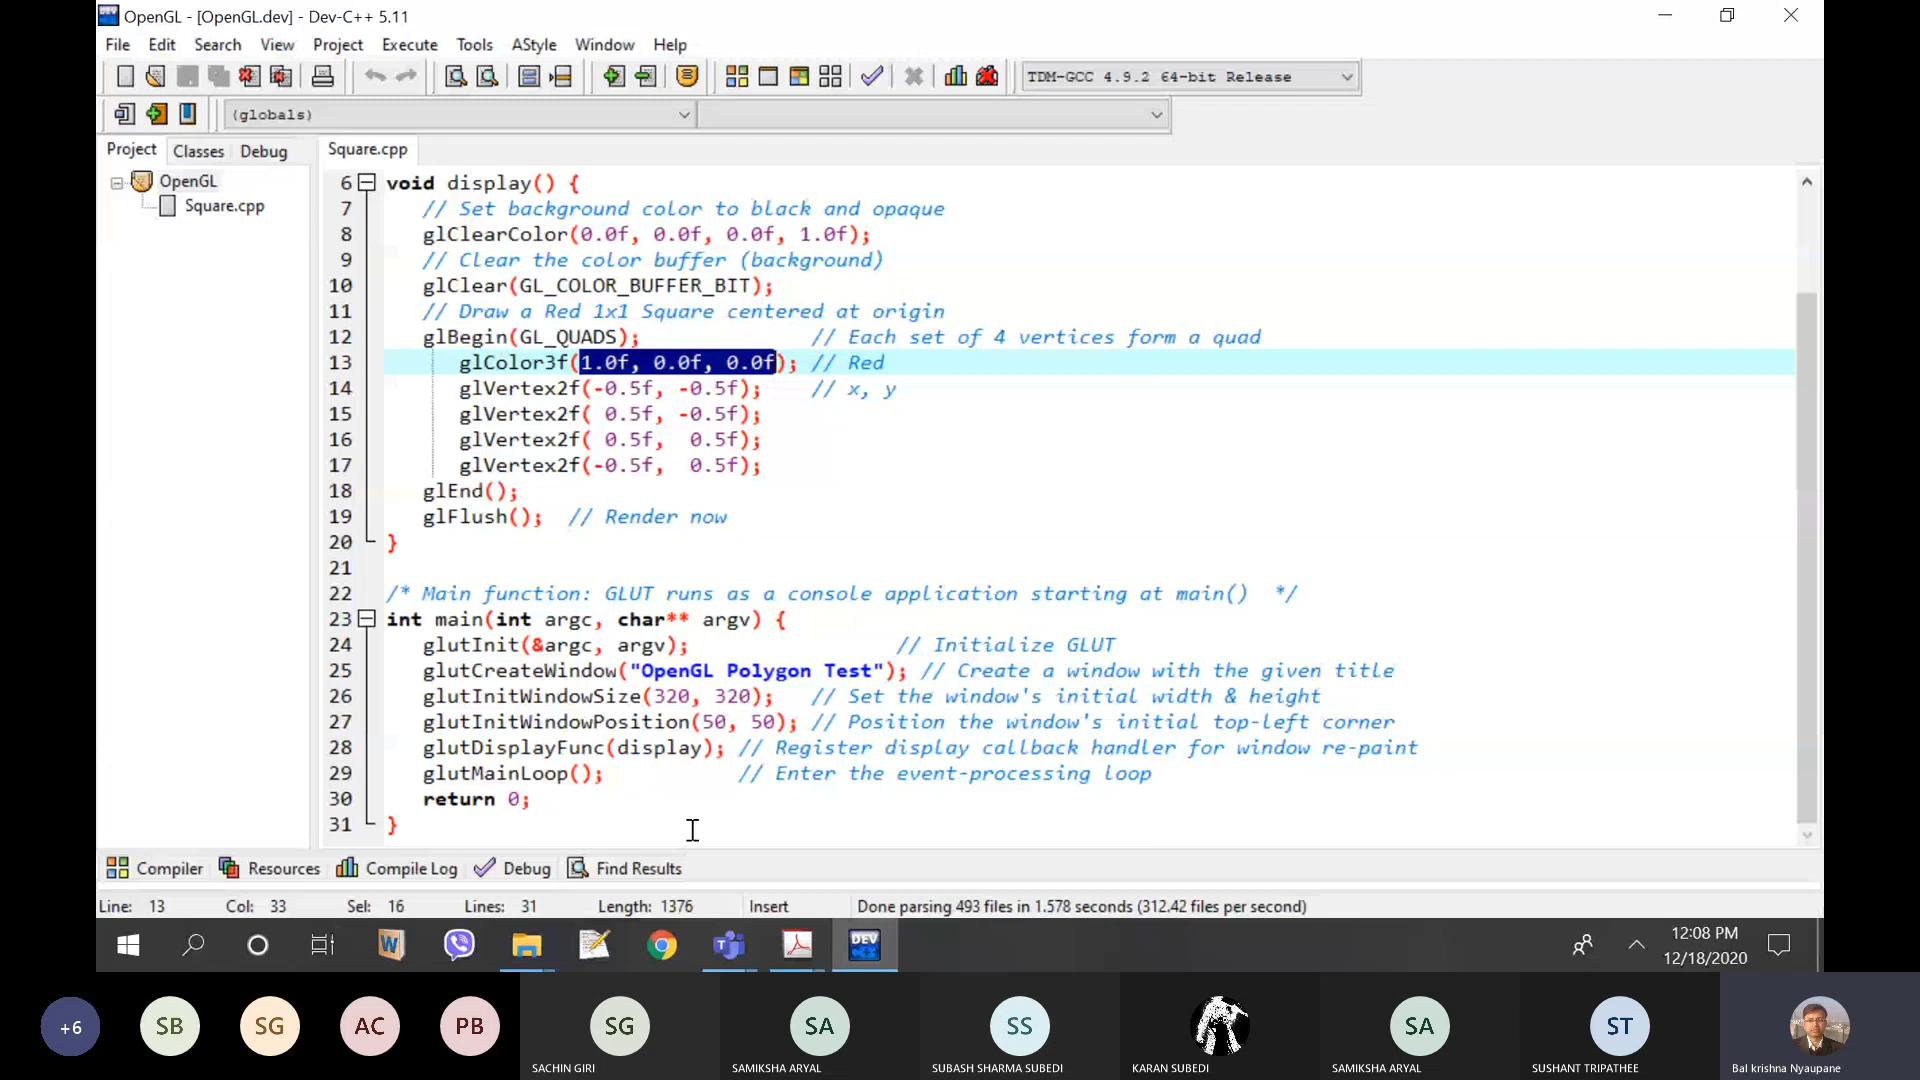 OpenGL - [OpenGL.dev] - Dev-C++ 5.11
File Edit Search View Project Execute Tools AStyle Window Help
TDM-GCC 4.9.2 64-bit Release
(globals)
Project Classes Debug
Square.cpp
OpenGL
Square.cpp
6 void display() {
7 // Set background color to black and opaque
8 glClearColor(0.0f, 0.0f, 0.0f, 1.0f);
9 // Clear the color buffer (background)
10 glClear(GL_COLOR_BUFFER_BIT);
11 // Draw a Red 1x1 Square centered at origin
12 glBegin(GL_QUADS); // Each set of 4 vertices form a quad
13 glColor3f(1.0f, 0.0f, 0.0f); // Red
14 glVertex2f(-0.5f, -0.5f); // x, y
15 glVertex2f( 0.5f, -0.5f);
16 glVertex2f( 0.5f, 0.5f);
17 glVertex2f(-0.5f, 0.5f);
18 glEnd();
19 glFlush(); // Render now
20 }
21
22 /* Main function: GLUT runs as a console application starting at main() */
23 int main(int argc, char** argv) {
24 glutInit(&argc, argv); // Initialize GLUT
25 glutCreateWindow("OpenGL Polygon Test"); // Create a window with the given title
26 glutInitWindowSize(320, 320); // Set the window's initial width & height
27 glutInitWindowPosition(50, 50); // Position the window's initial top-left corner
28 glutDisplayFunc(display); // Register display callback handler for window re-paint
29 glutMainLoop(); // Enter the event-processing loop
30 return 0;
31 }
Compiler Resources Compile Log Debug Find Results
Line: 13 Col: 33 Sel: 16 Lines: 31 Length: 1376 Insert Done parsing 493 files in 1.578 seconds (312.42 files per second)
DEV
12:08 PM
12/18/2020
+6 SB SG AC PB SG SA SS SA ST
SACHIN GIRI SAMIKSHA ARYAL SUBASH SHARMA SUBEDI KARAN SUBEDI SAMIKSHA ARYAL SUSHANT TRIPATHEE Bal krishna Nyaupane